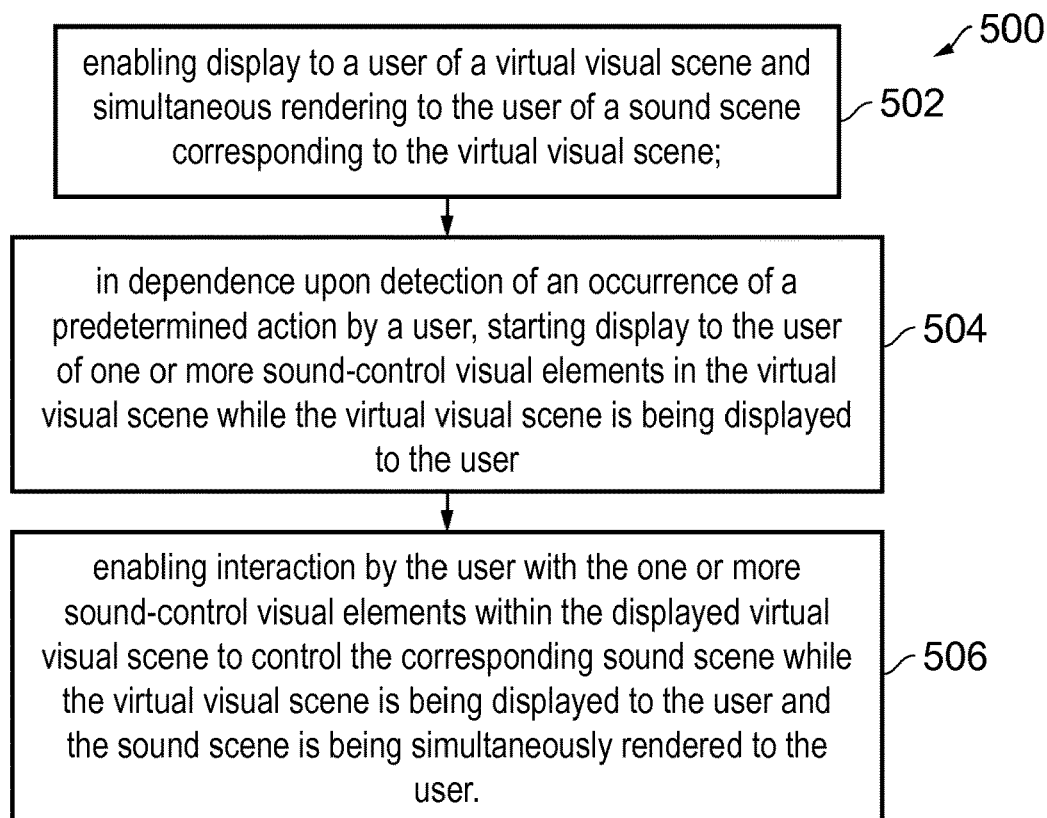 500
enabling display to a user of a virtual visual scene and
simultaneous rendering to the user of a sound scene
corresponding to the virtual visual scene;
502
in dependence upon detection of an occurrence of a
predetermined action by a user, starting display to the user
of one or more sound-control visual elements in the virtual
visual scene while the virtual visual scene is being displayed
to the user
504
enabling interaction by the user with the one or more
sound-control visual elements within the displayed virtual
visual scene to control the corresponding sound scene while
the virtual visual scene is being displayed to the user and
the sound scene is being simultaneously rendered to the
user.
506